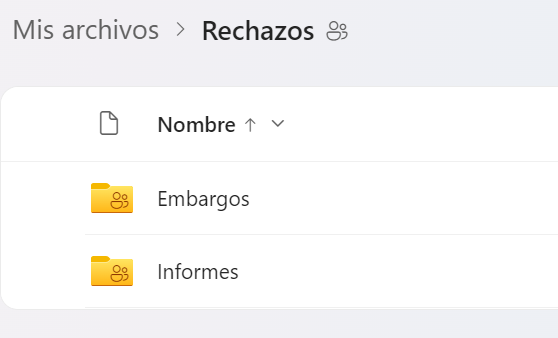 Mis archivos > Rechazos
Nombre ↑
Embargos
Informes